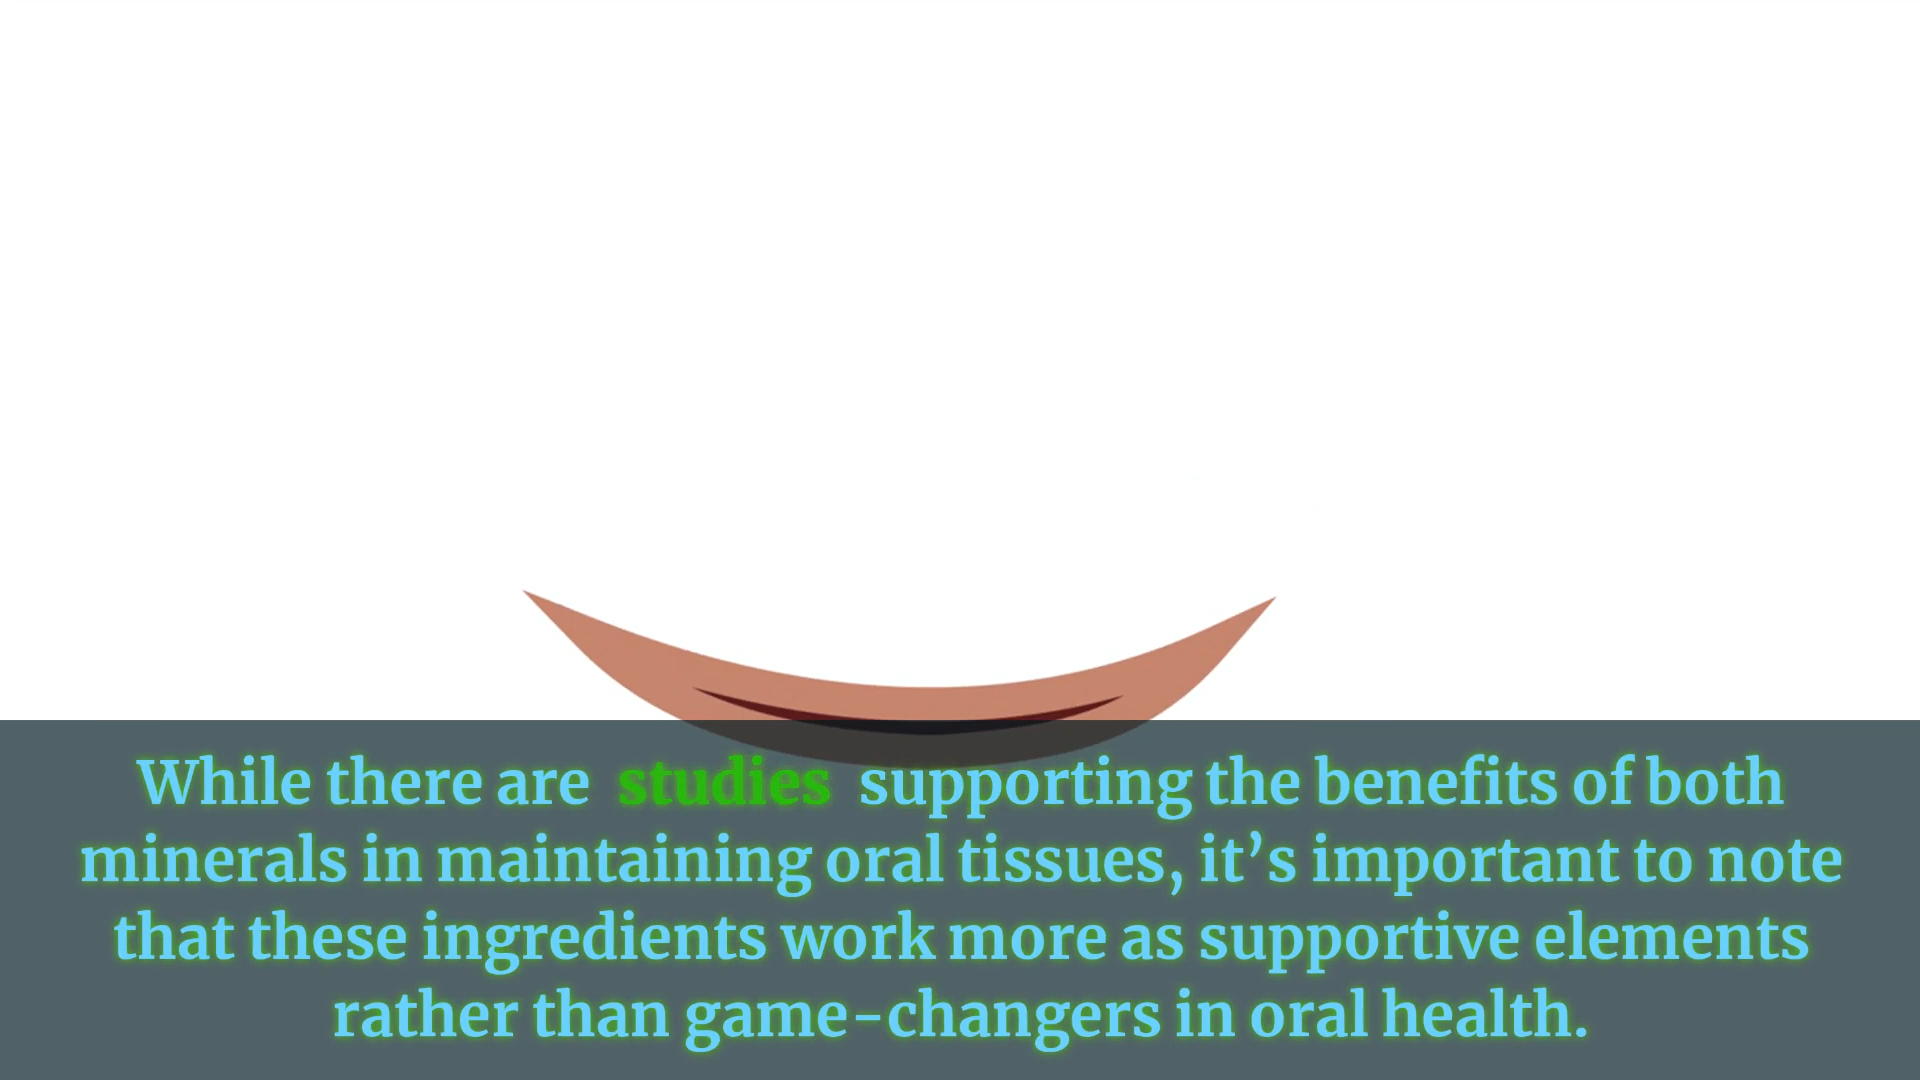 While there are studies supporting the benefits of both
minerals in maintaining oral tissues, it’s important to note
that these ingredients work more as supportive elements
rather than game-changers in oral health.